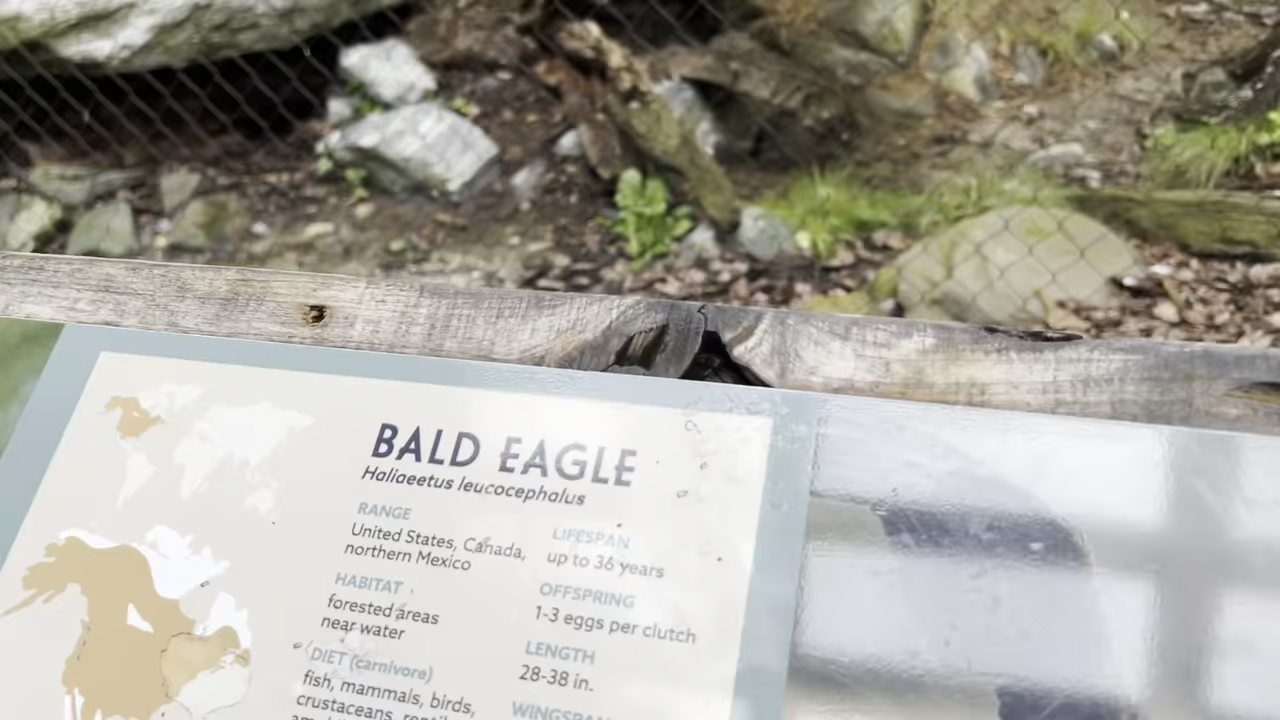 BALD EAGLE
Haliaeetus leucocephalus
RANGE
United States, Canada,
northern Mexico
HABITAT
forested areas
near water
DIET (carnivore)
fish, mammals, birds,
crustaceans,
LIFESPAN
up to 36 years
OFFSPRING
1-3 eggs per clutch
LENGTH
28-38 in.